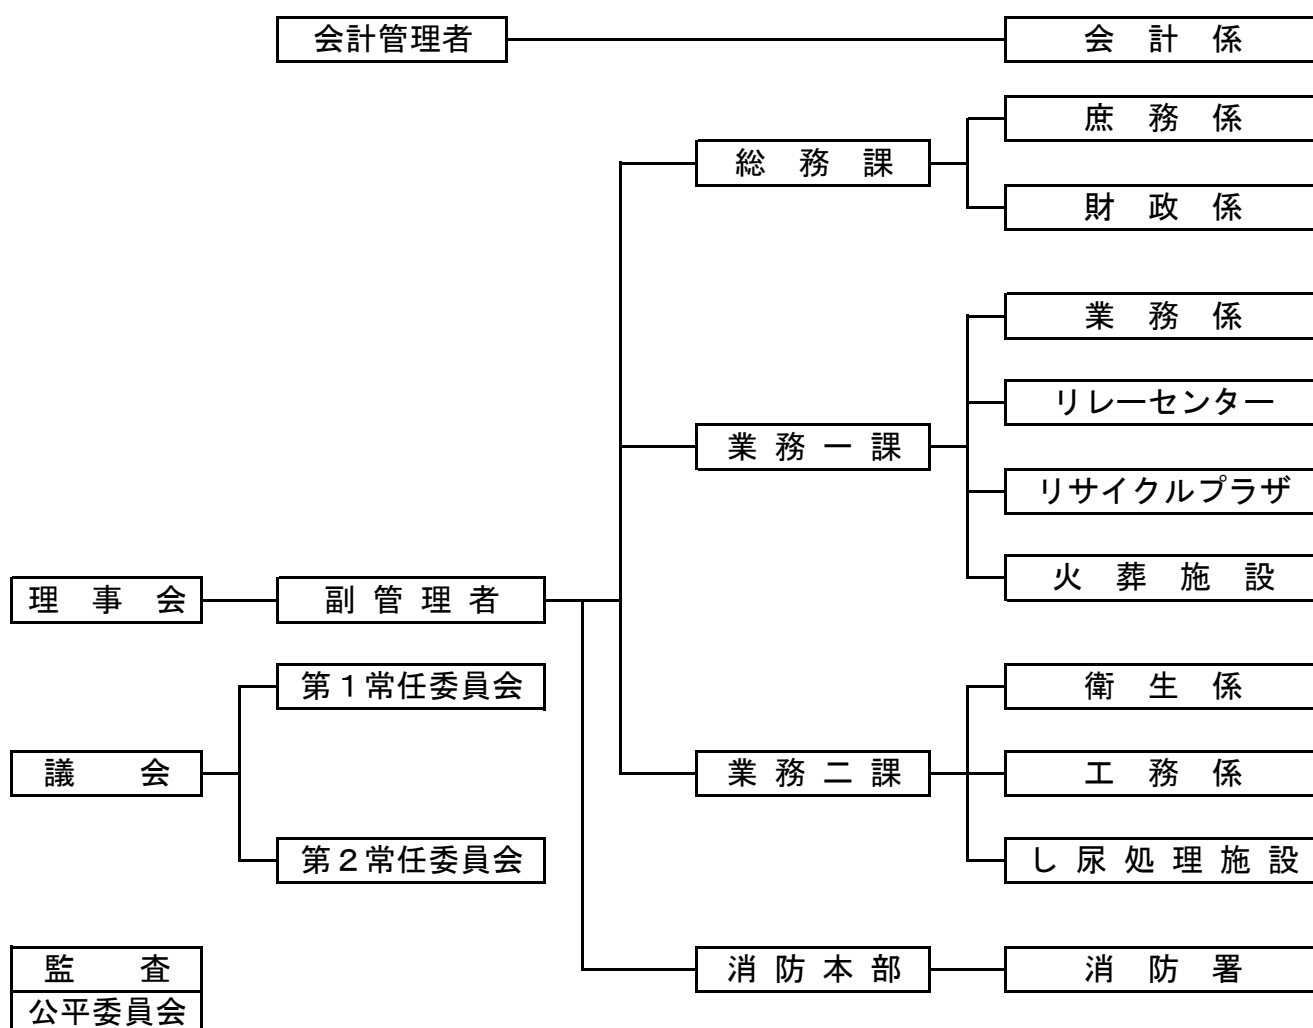 会計管理者
会計係
庶務係
総務課
財政係
業務係
リレーセンター
業務一課
リサイクルプラザ
火葬施設
理事会
副管理者
第１常任委員会
衛生係
議会
業務二課
工務係
第２常任委員会
し尿処理施設
監査
消防本部
消防署
公平委員会